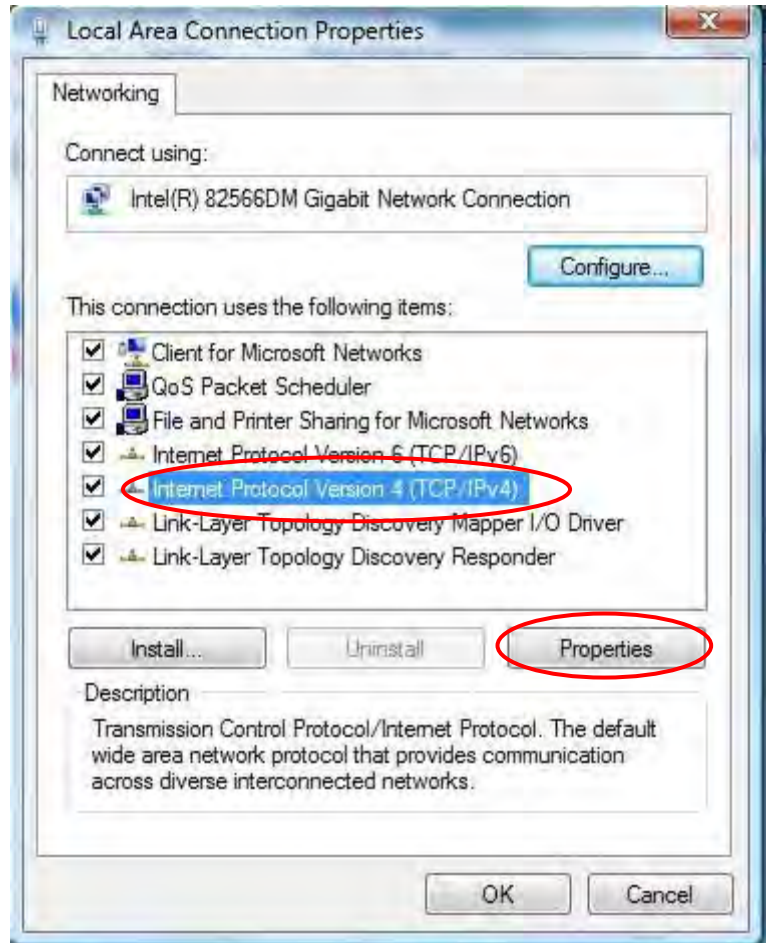 Local Area Connection Properties
X
Networking
Connect using:
Intel(R) 82566DM Gigabit Network Connection
Configure...
This connection uses the following items:
Client for Microsoft Networks
QoS Packet Scheduler
File and Printer Sharing for Microsoft Networks
Internet Protocol Version 6 (TCP/IPv6)
Internet Protocol Version 4 (TCP/IPv4)
Link-Layer Topology Discovery Mapper I/O Driver
Link-Layer Topology Discovery Responder
Install... Uninstall Properties
Description
Transmission Control Protocol/Internet Protocol. The default
wide area network protocol that provides communication
across diverse interconnected networks.
OK Cancel